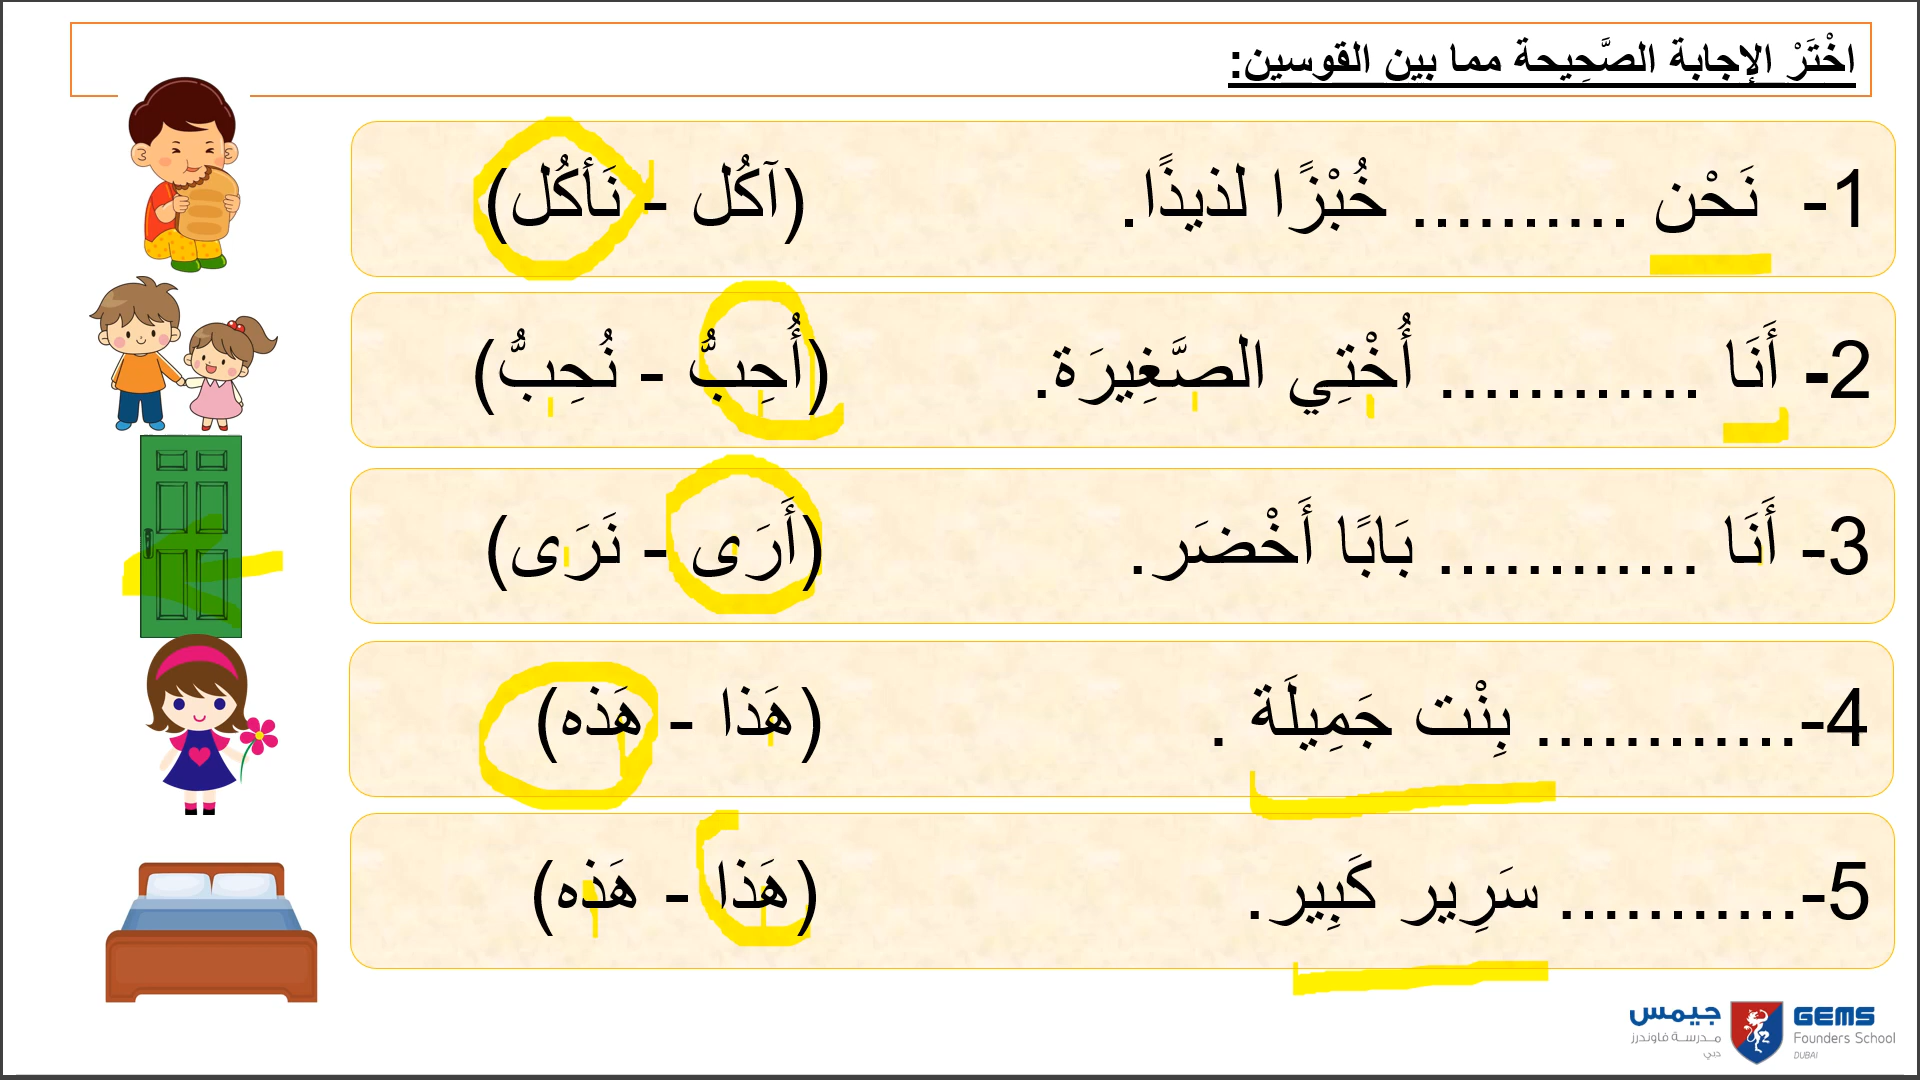 اخْتَرْ الإجابة الصَّحِيحة مما بين القوسين:
1- نَحْن .......... خُبْزًا لذيذًا. (آكُل - نَأكُل)
2- أَنَا ............ أُخْتِي الصَّغِيرَة. (أُحِبُّ - نُحِبُّ)
3- أَنَا ............ بَابًا أَخْضَر. (أَرَى - نَرَى)
4-............ بِنْت جَمِيلَة . (هَذا - هَذه)
5-........... سَرِير كَبِير. (هَذا - هَذه)
جيمس GEMS
مدرسة فاوندرز Founders School
دبي DUBAI